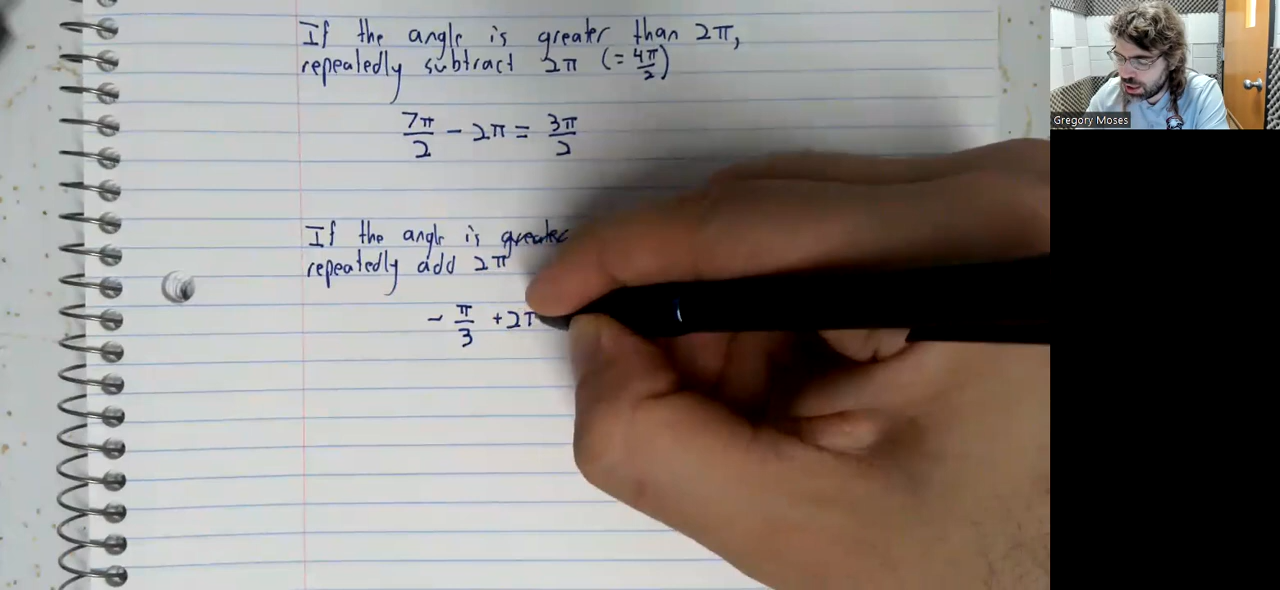 If the angle is greater than 2π,
repeatedly subtract 2π (= 4π/2)
7π/2 - 2π = 3π/2
If the angle is greater
repeatedly add 2π
- π/3 + 2π
Gregory Moses